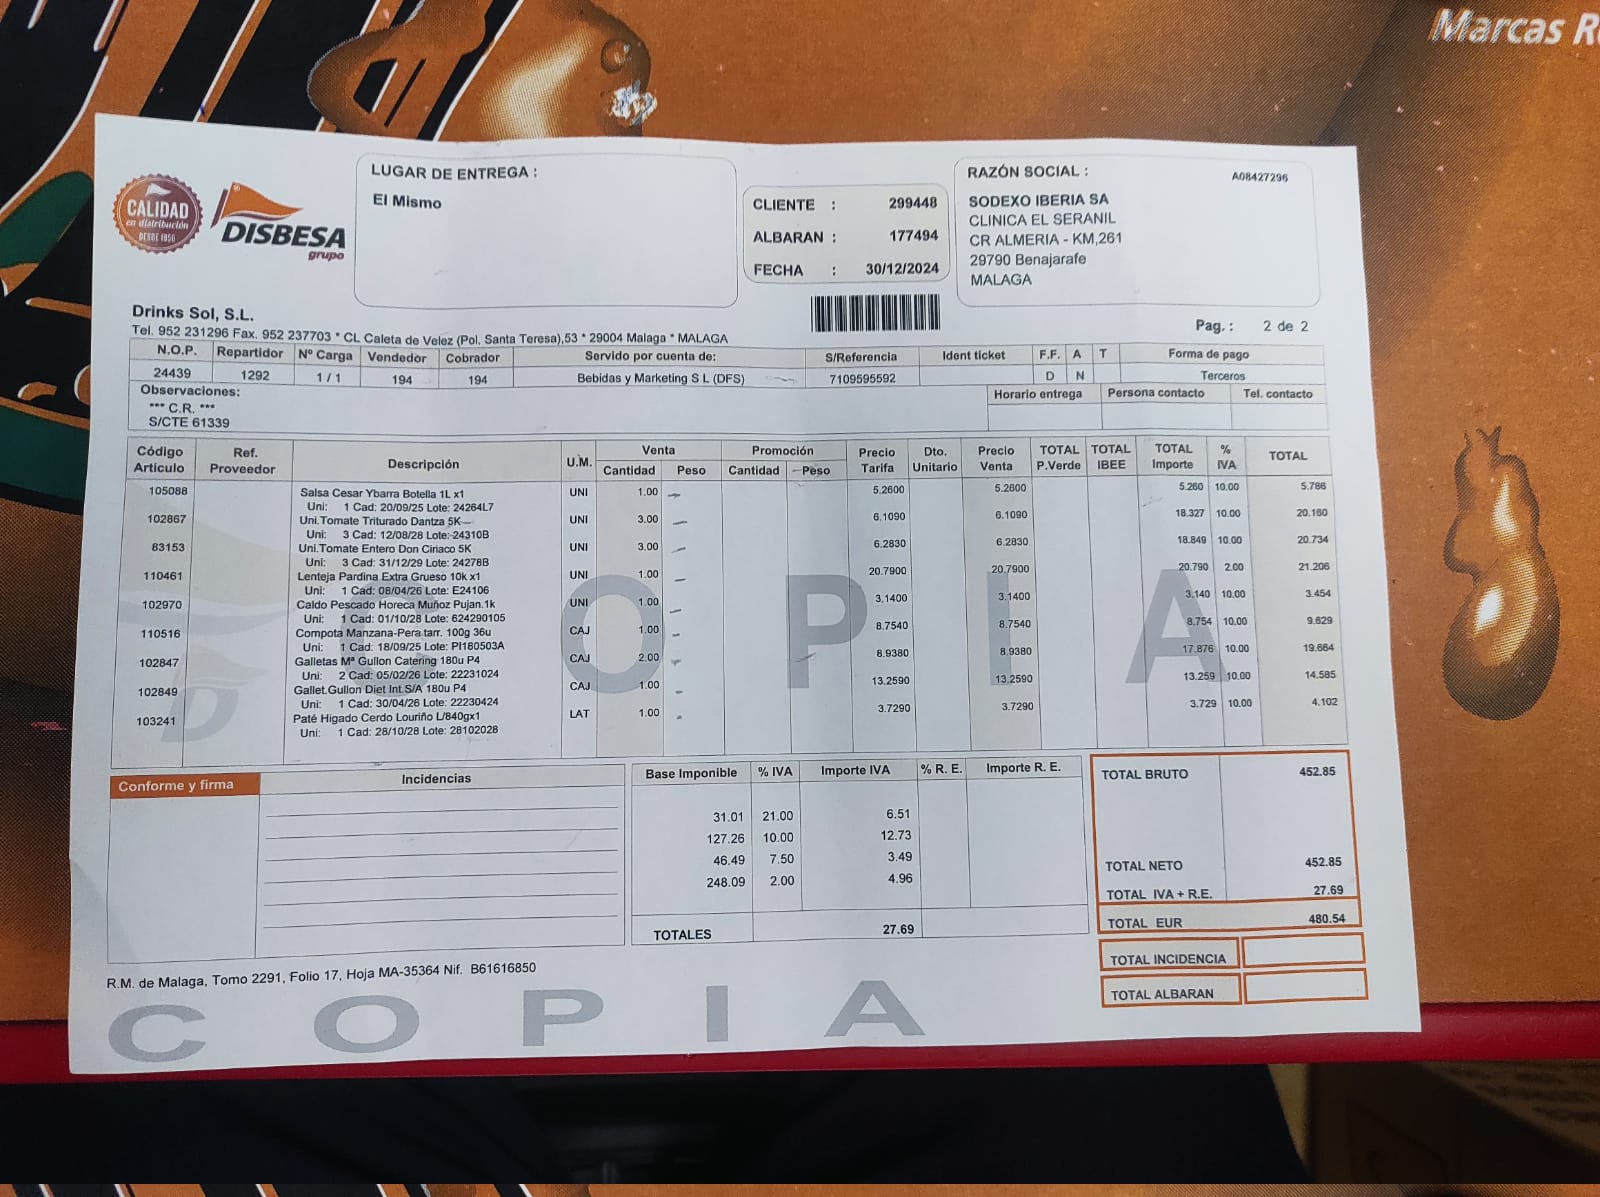 Marcas R
CALIDAD
en distribución
DESDE 1956
DISBESA
grupo
LUGAR DE ENTREGA :
El Mismo
CLIENTE : 299448
ALBARAN : 177494
FECHA : 30/12/2024
RAZÓN SOCIAL : A08427296
SODEXO IBERIA SA
CLINICA EL SERANIL
CR ALMERIA - KM,261
29790 Benajarafe
MALAGA
Drinks Sol, S.L.
Tel. 952 231296 Fax. 952 237703 * CL Caleta de Velez (Pol. Santa Teresa),53 * 29004 Malaga * MALAGA
Pag. : 2 de 2
N.O.P. Repartidor Nº Carga Vendedor Cobrador Servido por cuenta de: S/Referencia Ident ticket F.F. A T Forma de pago
24439 1292 1 / 1 194 194 Bebidas y Marketing S L (DFS) 7109595592 D N Terceros
Observaciones: Horario entrega Persona contacto Tel. contacto
*** C.R. ***
S/CTE 61339
Código Artículo Ref. Proveedor Descripción U.M. Venta Cantidad Peso Promoción Cantidad Peso Precio Tarifa Dto. Unitario Precio Venta TOTAL P.Verde TOTAL IBEE TOTAL Importe % IVA TOTAL
105088 Salsa Cesar Ybarra Botella 1L x1 UNI 1.00 5.2600 5.2600 5.260 10.00 5.786
Uni: 1 Cad: 20/09/25 Lote: 24264L7
102867 Uni.Tomate Triturado Dantza 5K UNI 3.00 6.1090 6.1090 18.327 10.00 20.160
Uni: 3 Cad: 12/08/28 Lote: 24310B
83153 Uni.Tomate Entero Don Ciriaco 5K UNI 3.00 6.2830 6.2830 18.849 10.00 20.734
Uni: 3 Cad: 31/12/29 Lote: 24278B
110461 Lenteja Pardina Extra Grueso 10k x1 UNI 1.00 20.7900 20.7900 20.790 2.00 21.206
Uni: 1 Cad: 08/04/26 Lote: E24106
102970 Caldo Pescado Horeca Muñoz Pujan.1k UNI 1.00 3.1400 3.1400 3.140 10.00 3.454
Uni: 1 Cad: 01/10/28 Lote: 624290105
110516 Compota Manzana-Pera tarr. 100g 36u CAJ 1.00 8.7540 8.7540 8.754 10.00 9.629
Uni: 1 Cad: 18/09/25 Lote: PI180503A
102847 Galletas Mª Gullon Catering 180u P4 CAJ 2.00 8.9380 8.9380 17.876 10.00 19.664
Uni: 2 Cad: 05/02/26 Lote: 22231024
102849 Gallet.Gullon Diet Int.S/A 180u P4 CAJ 1.00 13.2590 13.2590 13.259 10.00 14.585
Uni: 1 Cad: 30/04/26 Lote: 22230424
103241 Paté Higado Cerdo Louriño L/840gx1 LAT 1.00 3.7290 3.7290 3.729 10.00 4.102
Uni: 1 Cad: 28/10/28 Lote: 28102028
COPIA
Conforme y firma Incidencias
Base Imponible % IVA Importe IVA % R. E. Importe R. E.
31.01 21.00 6.51
127.26 10.00 12.73
46.49 7.50 3.49
248.09 2.00 4.96
TOTALES 27.69
TOTAL BRUTO 452.85
TOTAL NETO 452.85
TOTAL IVA + R.E. 27.69
TOTAL EUR 480.54
TOTAL INCIDENCIA
TOTAL ALBARAN
R.M. de Malaga, Tomo 2291, Folio 17, Hoja MA-35364 Nif. B61616850
COPIA